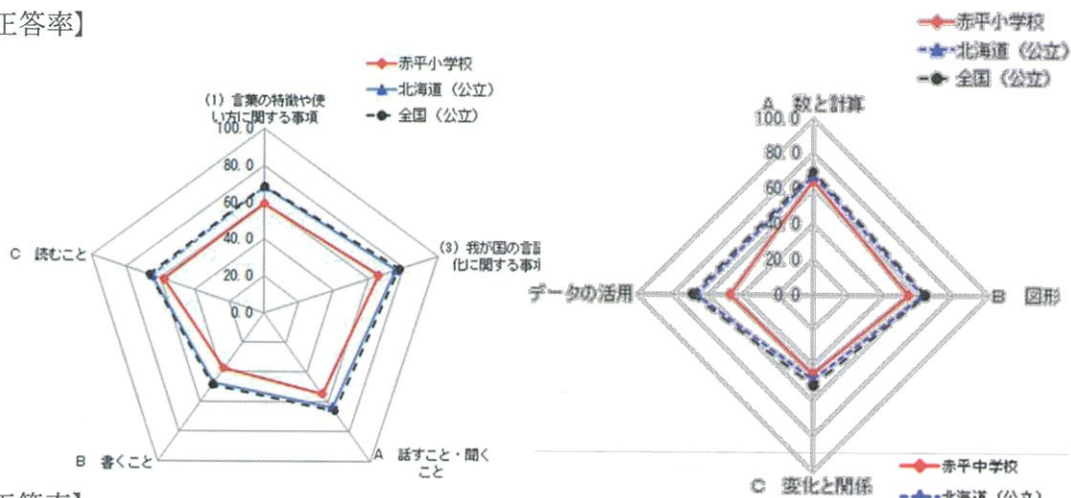 正答率】
赤平小学校
北海道（公立）
全国（公立）
(1) 言葉の特徴や使
い方に関する事項
100.0
80.0
60.0
40.0
20.0
0.0
(3) 我が国の言語
化に関する事項
A 話すこと・聞く
こと
B 書くこと
C 読むこと
赤平小学校
北海道（公立）
全国（公立）
A 数と計算
100.0
80.0
60.0
40.0
20.0
0.0
B 図形
C 変化と関係
データの活用
赤平中学校
北海道（公立）
正答率】